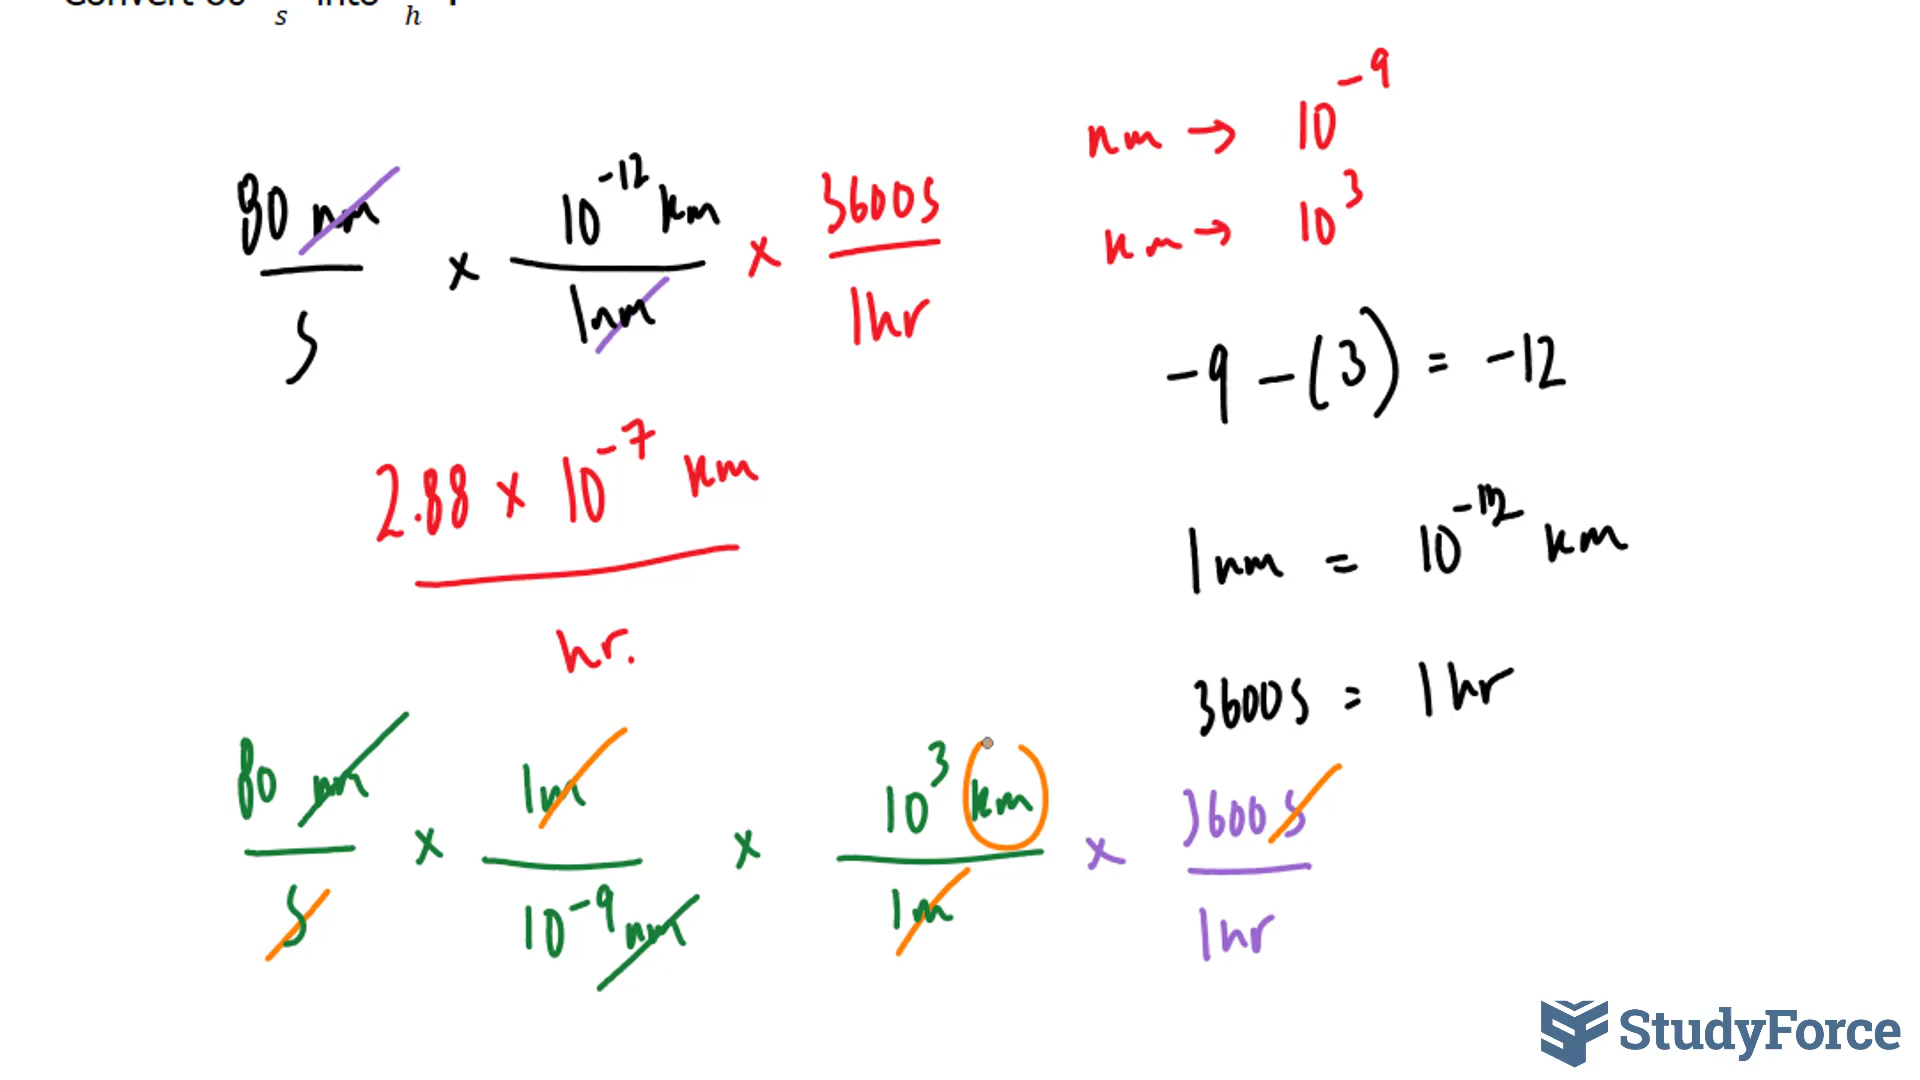 s h
nm → 10^-9
80 nm/s × 10^-12 km/1nm × 3600s/1hr
km → 10^3
-9 - (3) = -12
2.88 × 10^-7 km/hr.
1nm = 10^-12 km
3600s = 1hr
80 nm/s × 1m/10^-9 nm × 10^3 km/1m × 3600s/1hr
StudyForce